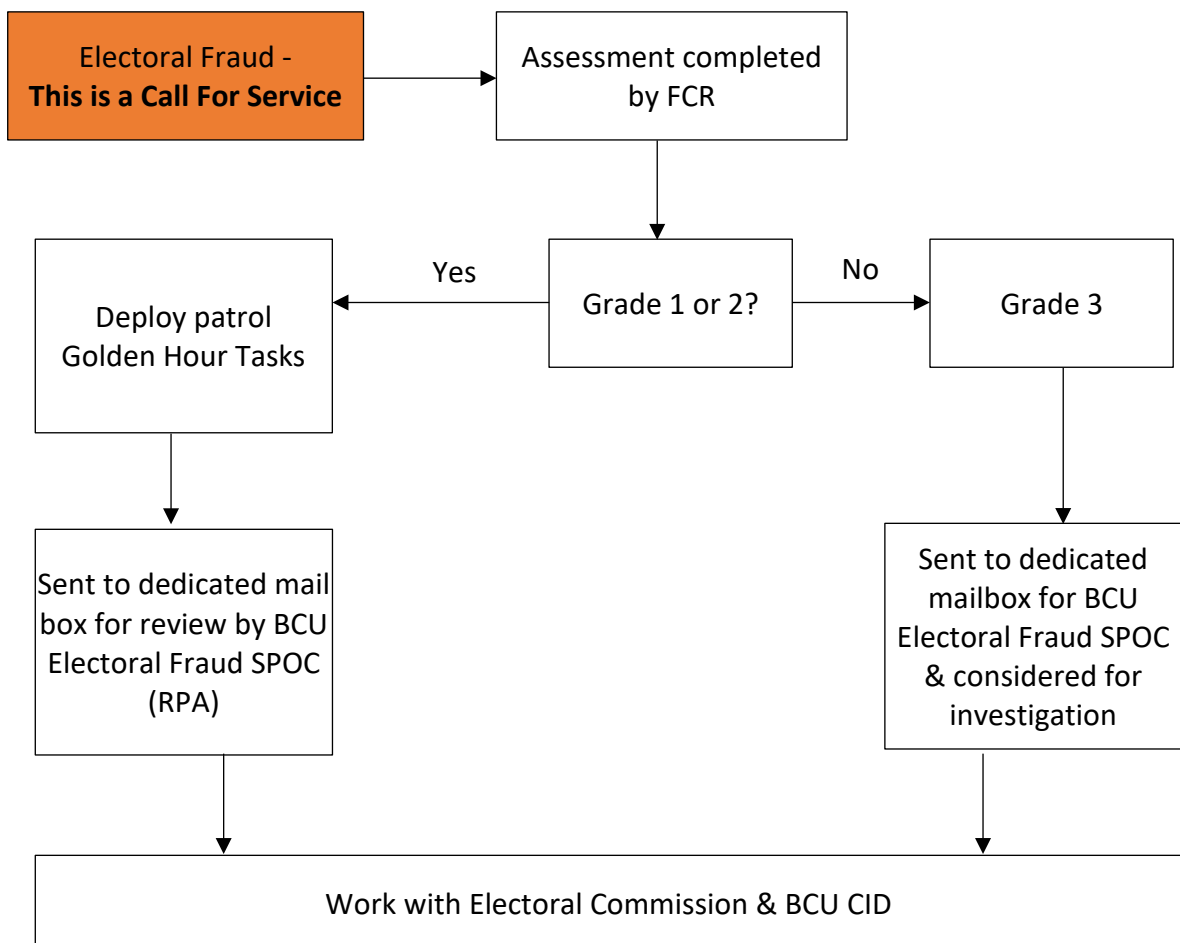 Electoral Fraud -
This is a Call For Service
Assessment completed
by FCR
Yes
Grade 1 or 2?
No
Grade 3
Deploy patrol
Golden Hour Tasks
Sent to dedicated mail
box for review by BCU
Electoral Fraud SPOC
(RPA)
Sent to dedicated
mailbox for BCU
Electoral Fraud SPOC
& considered for
investigation
Work with Electoral Commission & BCU CID